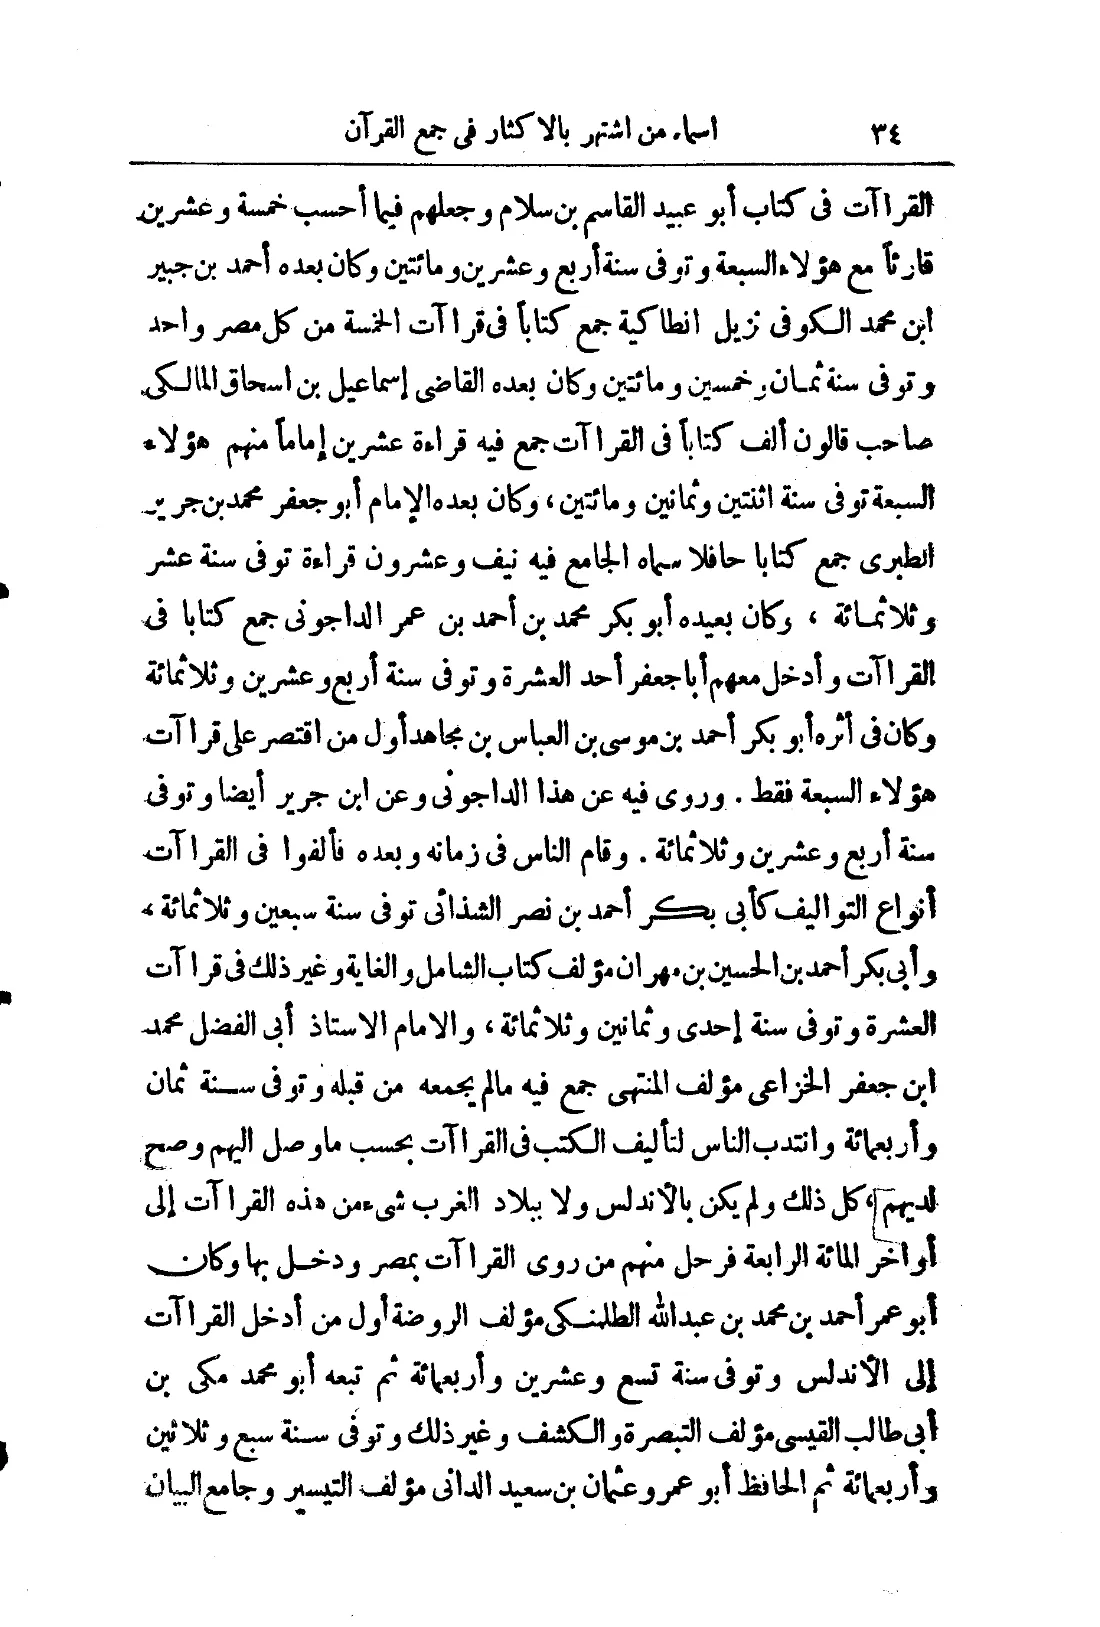 ٣٤ اسماء من اشتهر بالاكثار فى جمع القرآن
القراآت فى كتاب أبو عبيد القاسم بن سلام وجعلهم فيما أحسب خمسة وعشرين
قارئاً مع هؤلاء السبعة وتوفى سنة أربع وعشرين ومائتين وكان بعده أحمد بن جبير
ابن محمد الكوفى نزيل انطاكية جمع كتاباً فى قراآت الخمسة من كل مصر واحد
وتوفى سنة ثمان وخمسين ومائتين وكان بعده القاضى إسماعيل بن اسحاق المالكى
صاحب قالون ألف كتاباً فى القراآت جمع فيه قراءة عشرين إماماً منهم هؤلاء
السبعة توفى سنة اثنتين وثمانين ومائتين، وكان بعده الإمام أبو جعفر محمد بن جرير
الطبرى جمع كتابا حافلا سماه الجامع فيه نيف وعشرون قراءة توفى سنة عشر
وثلاثمائة ، وكان بعيده أبو بكر محمد بن أحمد بن عمر الداجونى جمع كتابا فى
القراآت وأدخل معهم أبا جعفر أحد العشرة وتوفى سنة أربع وعشرين وثلاثمائة
وكان فى أثره أبو بكر أحمد بن موسى بن العباس بن مجاهد أول من اقتصر على قراآت
هؤلاء السبعة فقط . وروى فيه عن هذا الداجونى وعن ابن جرير أيضا وتوفى
سنة أربع وعشرين وثلاثمائة . وقام الناس فى زمانه وبعده فألفوا فى القراآت
أنواع التواليف كأبى بكر أحمد بن نصر الشذائى توفى سنة سبعين وثلاثمائة ،
وأبى بكر أحمد بن الحسين بن مهران مؤلف كتاب الشامل والغاية وغير ذلك فى قراآت
العشرة وتوفى سنة إحدى وثمانين وثلاثمائة ، والامام الاستاذ أبى الفضل محمد
ابن جعفر الخزاعى مؤلف المنتهى جمع فيه مالم يجمعه من قبله وتوفى سنة ثمان
وأربعمائة وانتدب الناس لتأليف الكتب فى القراآت بحسب ماوصل اليهم وصح
لديهم، كل ذلك ولم يكن بالأندلس ولا ببلاد الغرب شىء من هذه القراآت إلى
أواخر المائة الرابعة فرحل منهم من روى القراآت بمصر ودخل بها وكان
أبو عمر أحمد بن محمد بن عبدالله الطلمنكى مؤلف الروضة أول من أدخل القراآت
إلى الأندلس وتوفى سنة تسع وعشرين وأربعمائة ثم تبعه أبو محمد مكى بن
أبى طالب القيسى مؤلف التبصرة والكشف وغير ذلك وتوفى سنة سبع وثلاثين
وأربعمائة ثم الحافظ أبو عمرو عثمان بن سعيد الدانى مؤلف التيسير وجامع البيان